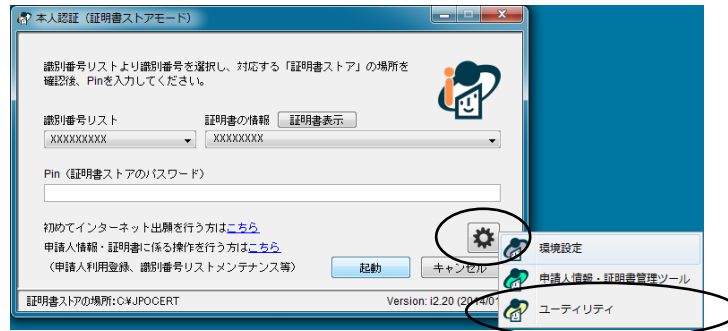 本人認証（証明書ストアモード）
識別番号リストより識別番号を選択し、対応する「証明書ストア」の場所を
確認後、Pinを入力してください。
識別番号リスト
証明書の情報 証明書表示
XXXXXXXXX
XXXXXXXX
Pin（証明書ストアのパスワード）
初めてインターネット出願を行う方はこちら
申請人情報・証明書に係る操作を行う方はこちら
（申請人利用登録、識別番号リストメンテナンス等）
起動
キャンセル
証明書ストアの場所:C¥JPOCERT
Version: i2.20 (2014/01
環境設定
申請人情報・証明書管理ツール
ユーティリティ